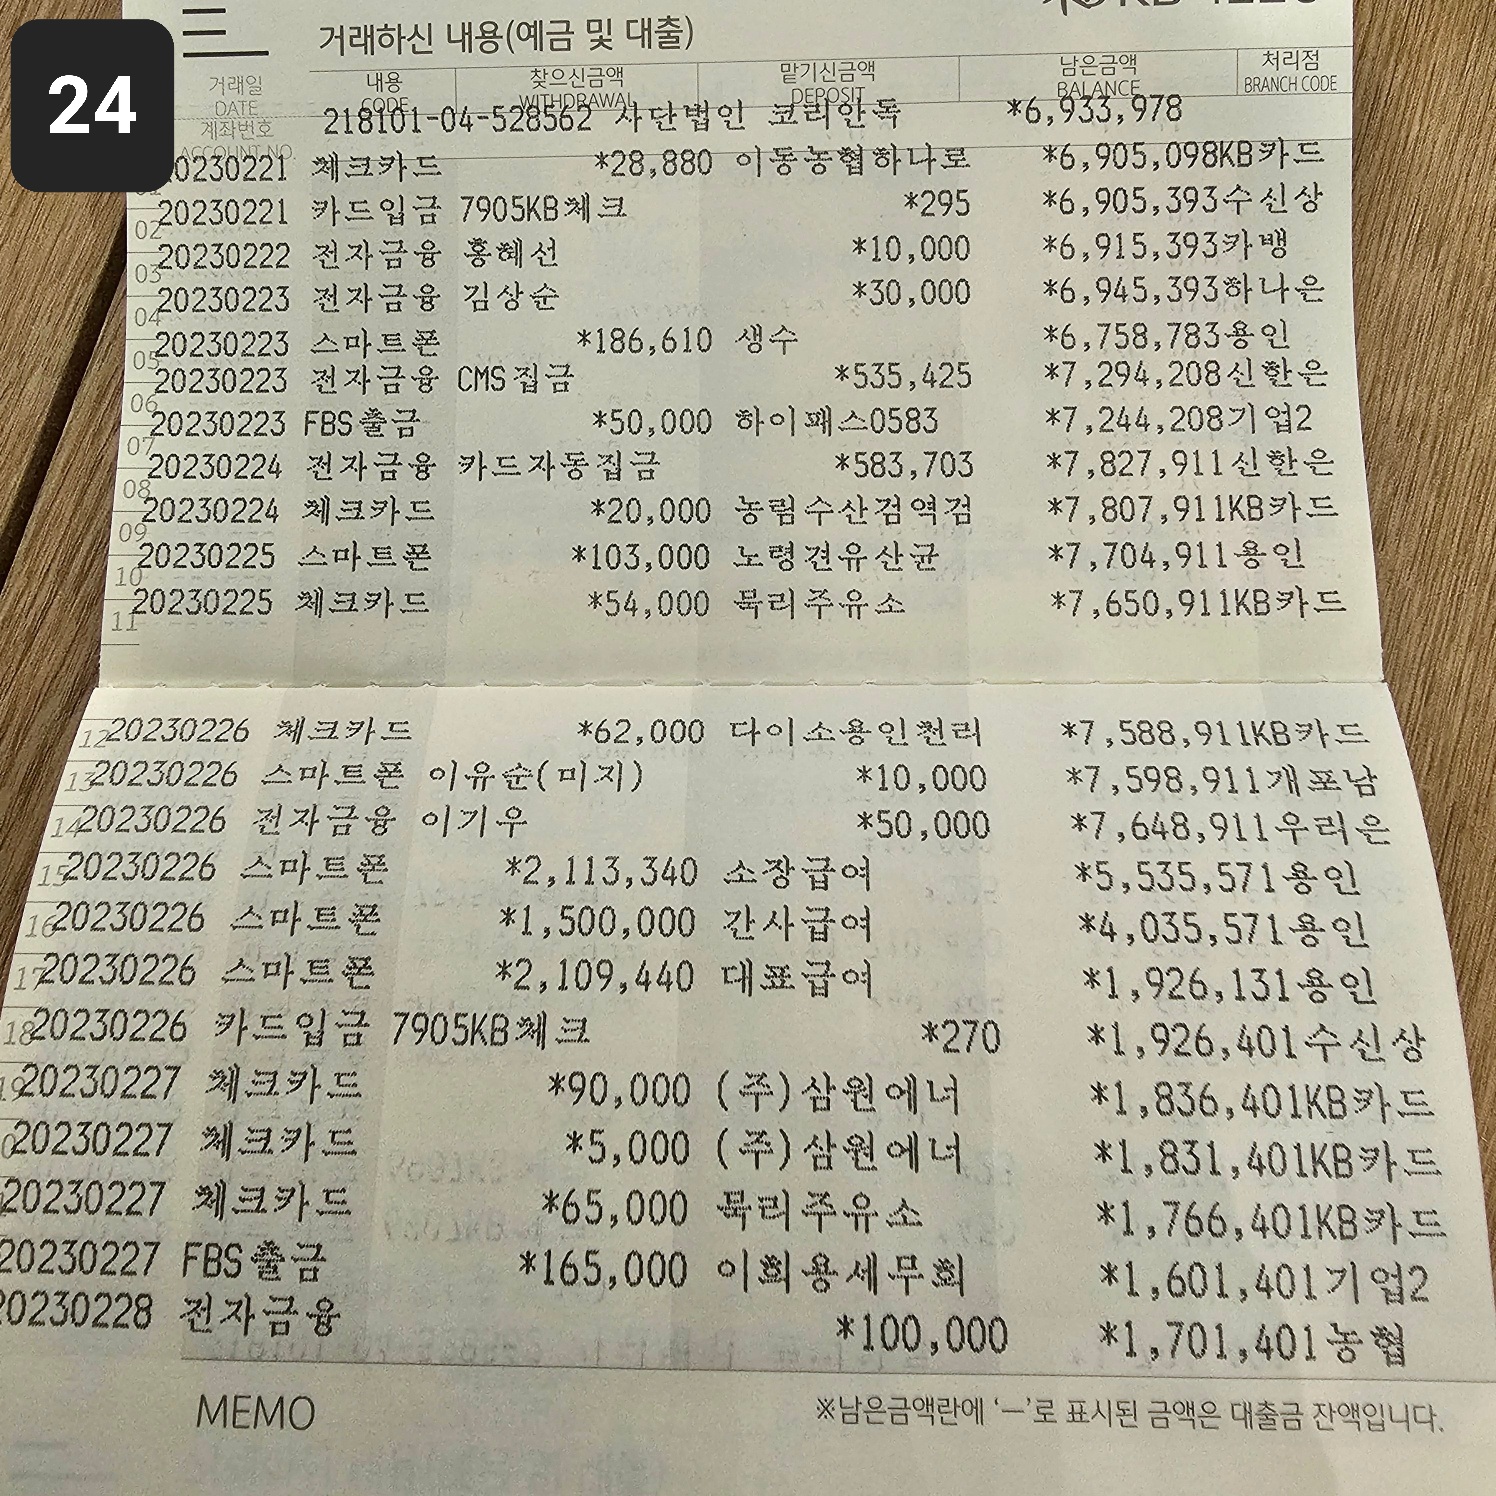 24
거래하신 내용(예금 및 대출)
거래일 내용 찾으신금액 맡기신금액 남은금액 처리점
DATE CODE WITHDRAWAL DEPOSIT BALANCE BRANCH CODE
계좌번호 218101-04-528562 사단법인 코리안독 *6,933,978
ACCOUNT NO.
20230221 체크카드 *28,880 이동농협하나로 *6,905,098KB카드
02 20230221 카드입금 7905KB체크 *295 *6,905,393수신상
03 20230222 전자금융 홍혜선 *10,000 *6,915,393카뱅
04 20230223 전자금융 김상순 *30,000 *6,945,393하나은
05 20230223 스마트폰 *186,610 생수 *6,758,783용인
06 20230223 전자금융 CMS집금 *535,425 *7,294,208신한은
07 20230223 FBS출금 *50,000 하이패스0583 *7,244,208기업2
08 20230224 전자금융 카드자동집금 *583,703 *7,827,911신한은
09 20230224 체크카드 *20,000 농림수산검역검 *7,807,911KB카드
10 20230225 스마트폰 *103,000 노령견유산균 *7,704,911용인
11 20230225 체크카드 *54,000 묵리주유소 *7,650,911KB카드
12 20230226 체크카드 *62,000 다이소용인천리 *7,588,911KB카드
13 20230226 스마트폰 이유순(미지) *10,000 *7,598,911개포남
14 20230226 전자금융 이기우 *50,000 *7,648,911우리은
15 20230226 스마트폰 *2,113,340 소장급여 *5,535,571용인
16 20230226 스마트폰 *1,500,000 간사급여 *4,035,571용인
17 20230226 스마트폰 *2,109,440 대표급여 *1,926,131용인
18 20230226 카드입금 7905KB체크 *270 *1,926,401수신상
20230227 체크카드 *90,000 (주)삼원에너 *1,836,401KB카드
20230227 체크카드 *5,000 (주)삼원에너 *1,831,401KB카드
20230227 체크카드 *65,000 묵리주유소 *1,766,401KB카드
20230227 FBS출금 *165,000 이희용세무회 *1,601,401기업2
20230228 전자금융 *100,000 *1,701,401농협
MEMO ※남은금액란에 ‘—’로 표시된 금액은 대출금 잔액입니다.